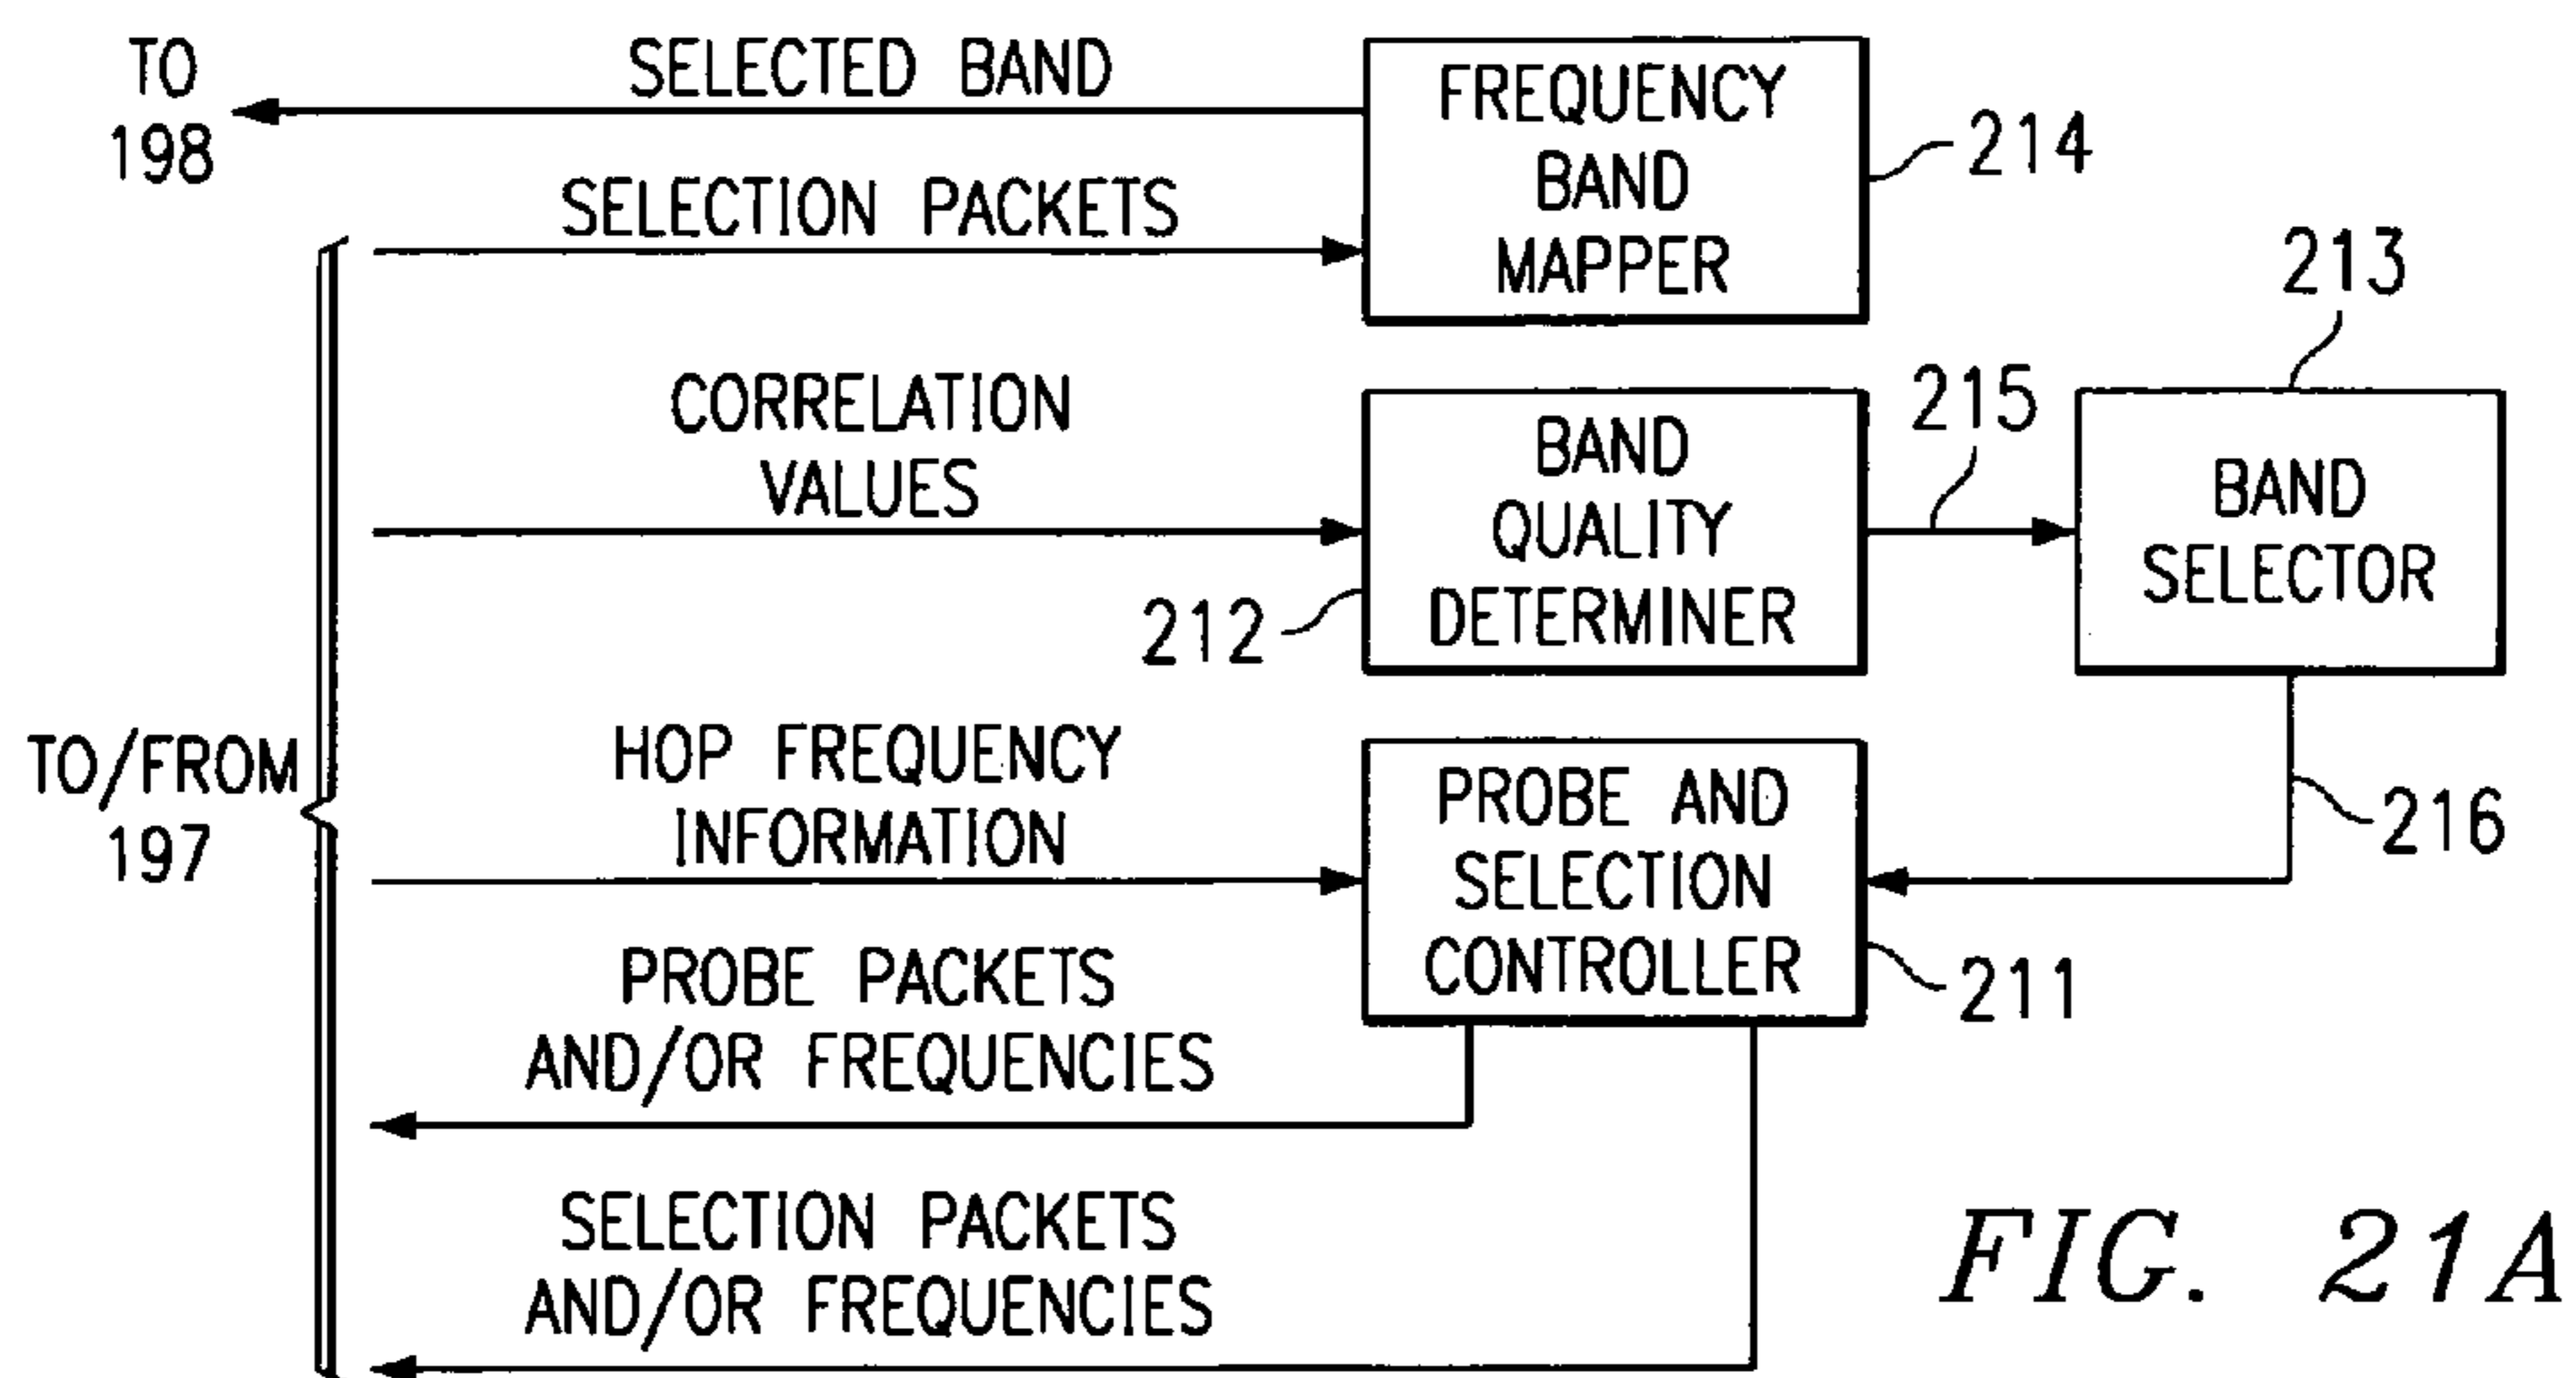 TO
198
SELECTED BAND
SELECTION PACKETS
FREQUENCY
BAND
MAPPER
214
CORRELATION
VALUES
BAND
QUALITY
DETERMINER
212
215
213
BAND
SELECTOR
216
TO/FROM
197
HOP FREQUENCY
INFORMATION
PROBE AND
SELECTION
CONTROLLER
211
PROBE PACKETS
AND/OR FREQUENCIES
SELECTION PACKETS
AND/OR FREQUENCIES
FIG. 21A